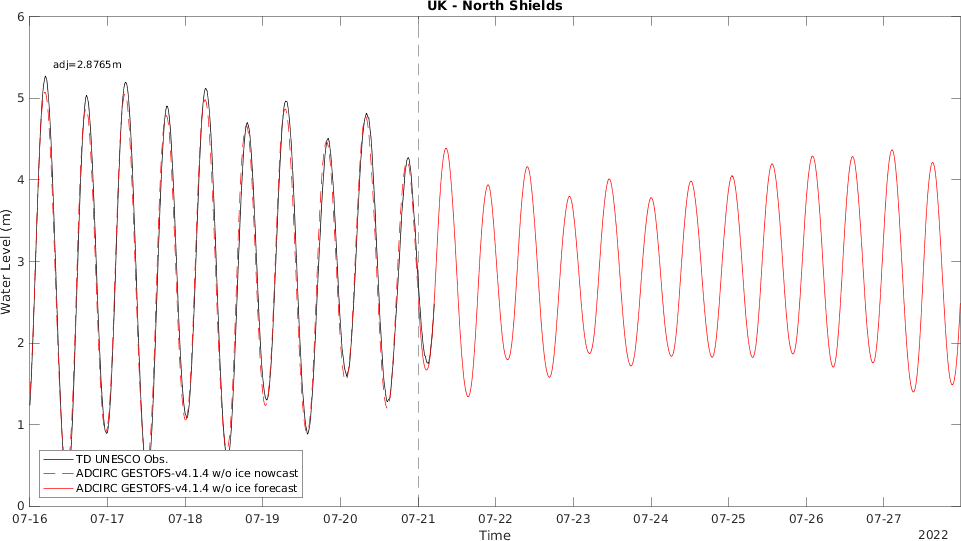 UK - North Shields
6
adj=2.8765m
5
4
3
2
1
0
Water Level (m)
TD UNESCO Obs.
ADCIRC GESTOFS-v4.1.4 w/o ice nowcast
ADCIRC GESTOFS-v4.1.4 w/o ice forecast
07-16 07-17 07-18 07-19 07-20 07-21 07-22 07-23 07-24 07-25 07-26 07-27
Time
2022